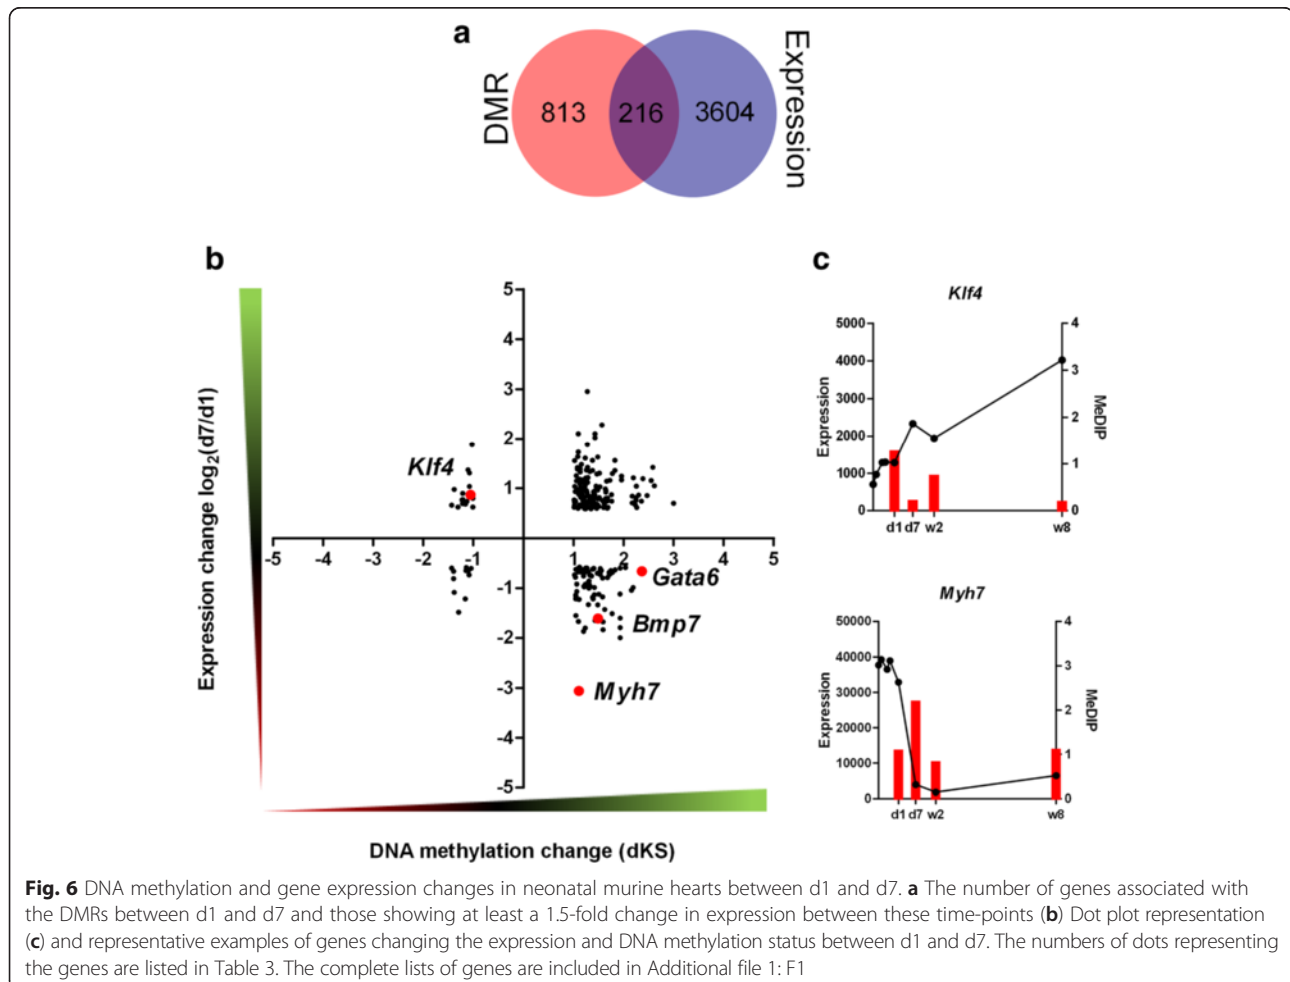 a
DMR
813
216
3604
Expression
b
Expression change log2(d7/d1)
5
4
3
2
1
-1
-2
-3
-4
-5
-5
-4
-3
-2
-1
1
2
3
4
5
Klf4
Gata6
Bmp7
Myh7
DNA methylation change (dKS)
c
Klf4
Expression
5000
4000
3000
2000
1000
0
4
3
2
1
0
MeDIP
d1
d7
w2
w8
Myh7
Expression
50000
40000
30000
20000
10000
0
4
3
2
1
0
MeDIP
d1
d7
w2
w8
Fig. 6 DNA methylation and gene expression changes in neonatal murine hearts between d1 and d7. a The number of genes associated with
the DMRs between d1 and d7 and those showing at least a 1.5-fold change in expression between these time-points (b) Dot plot representation
(c) and representative examples of genes changing the expression and DNA methylation status between d1 and d7. The numbers of dots representing
the genes are listed in Table 3. The complete lists of genes are included in Additional file 1: F1